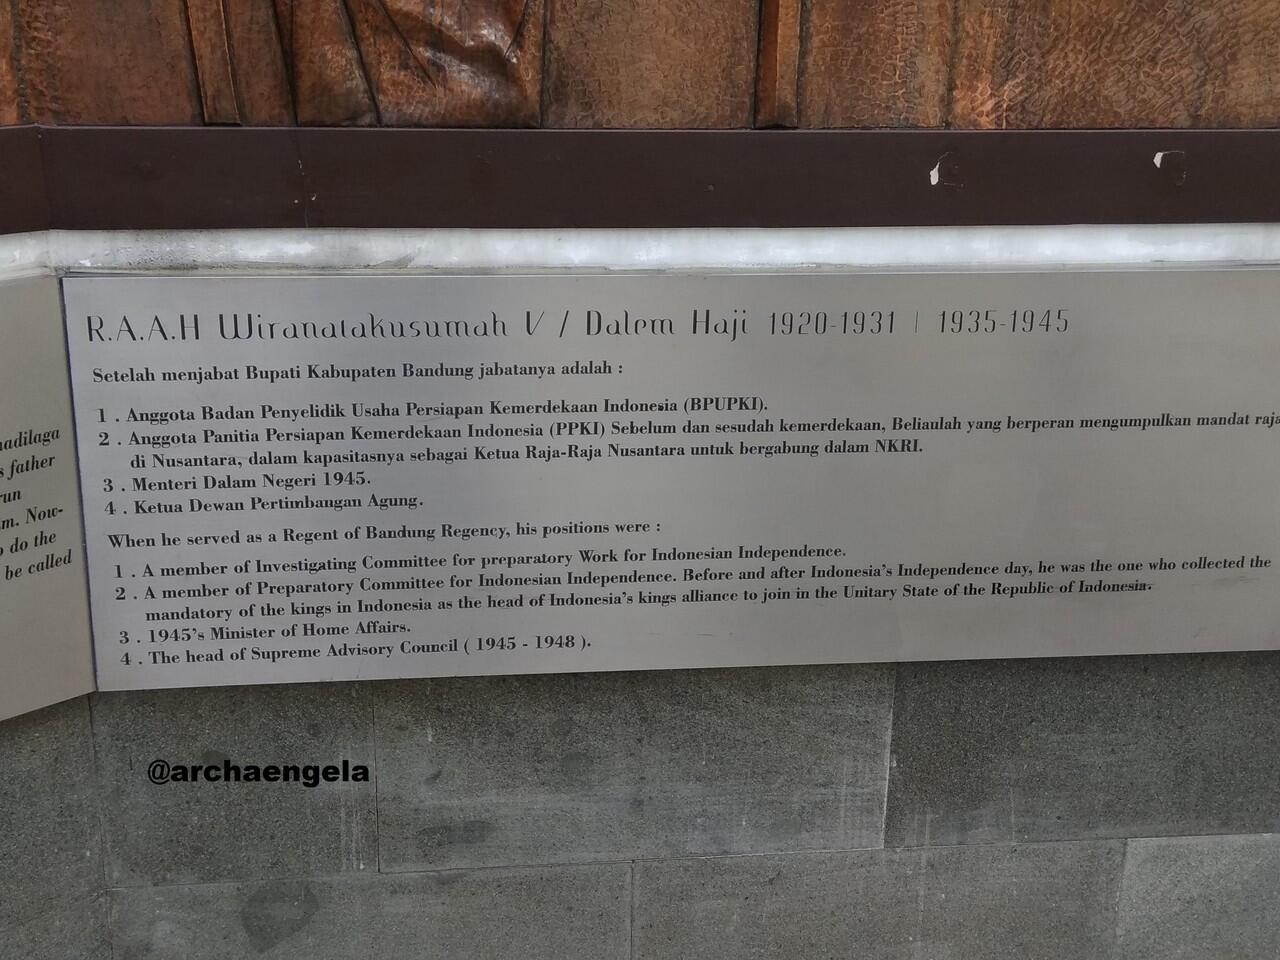 R.A.A.H Wiranatakusumah V / Dalem Haji 1920-1931 | 1935-1945
Setelah menjabat Bupati Kabupaten Bandung jabatanya adalah :
1 . Anggota Badan Penyelidik Usaha Persiapan Kemerdekaan Indonesia (BPUPKI).
2 . Anggota Panitia Persiapan Kemerdekaan Indonesia (PPKI) Sebelum dan sesudah kemerdekaan, Beliaulah yang berperan mengumpulkan mandat raja
di Nusantara, dalam kapasitasnya sebagai Ketua Raja-Raja Nusantara untuk bergabung dalam NKRI.
3 . Menteri Dalam Negeri 1945.
4 . Ketua Dewan Pertimbangan Agung.
When he served as a Regent of Bandung Regency, his positions were :
1 . A member of Investigating Committee for preparatory Work for Indonesian Independence.
2 . A member of Preparatory Committee for Indonesian Independence. Before and after Indonesia's Independence day, he was the one who collected the
mandatory of the kings in Indonesia as the head of Indonesia's kings alliance to join in the Unitary State of the Republic of Indonesia.
3 . 1945's Minister of Home Affairs.
4 . The head of Supreme Advisory Council ( 1945 - 1948 ).
father
m. Now-
do the
be called
@archaengela